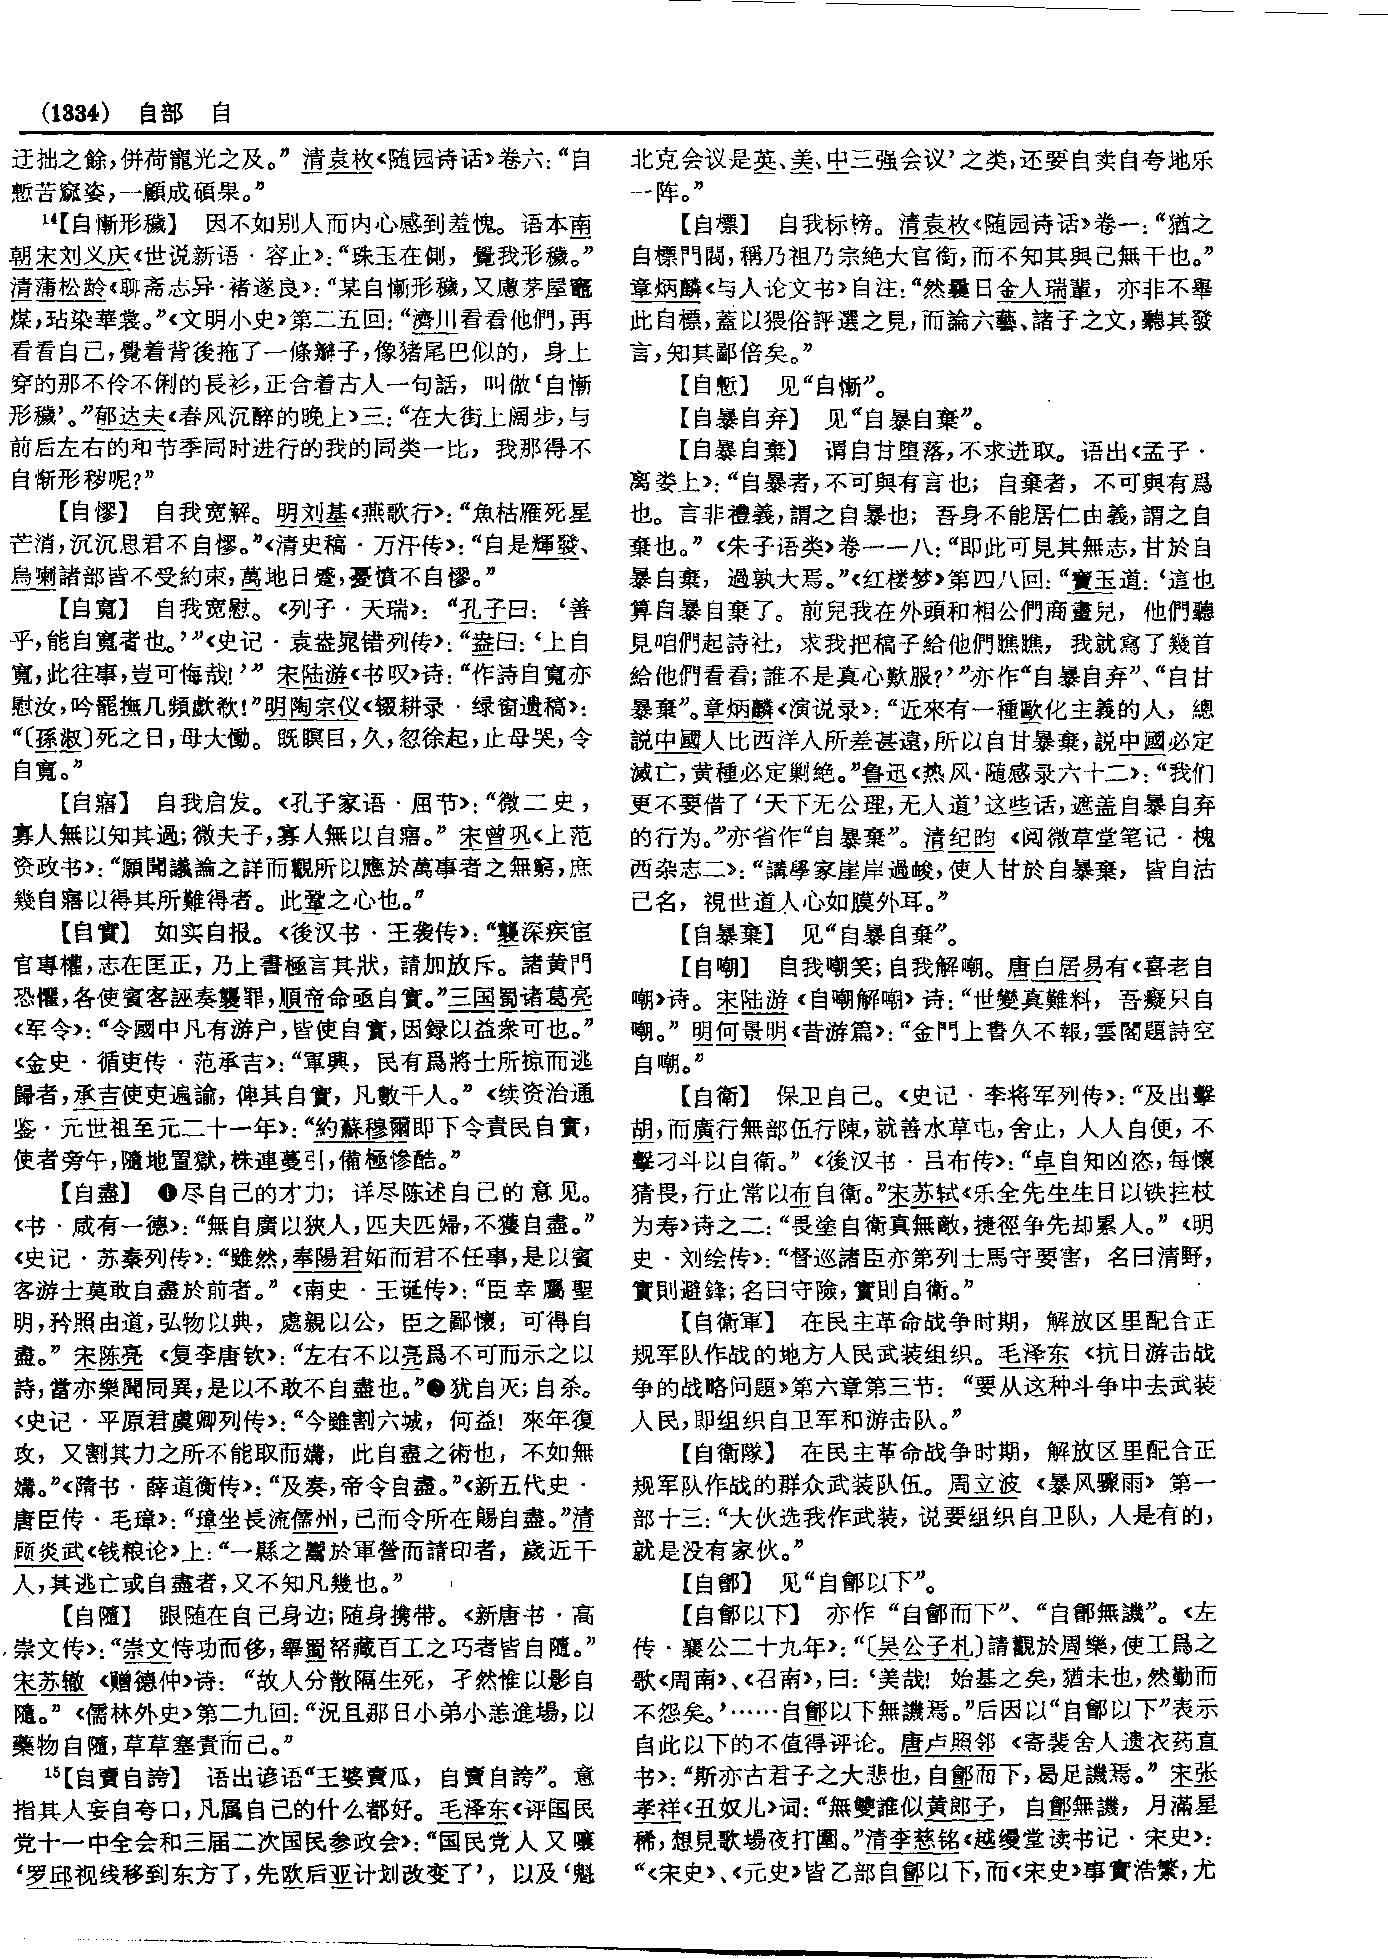 (1334) 自部 自
迂拙之餘,併荷寵光之及。”清袁枚《随园诗话》卷六:“自
慙苦窳姿,一顧成碩果。”
14【自慚形穢】 因不如别人而内心感到羞愧。语本南
朝宋刘义庆《世说新语·容止》:“珠玉在側,覺我形穢。”
清蒲松龄《聊斋志异·褚遂良》:“某自慚形穢,又慮茅屋竈
煤,玷染華裳。”《文明小史》第二五回:“濟川看看他們,再
看看自己,覺着背後拖了一條辮子,像猪尾巴似的,身上
穿的那不伶不俐的長衫,正合着古人一句話,叫做‘自慚
形穢’。”郁达夫《春风沉醉的晚上》三:“在大街上阔步,与
前后左右的和节季同时进行的我的同类一比,我那得不
自惭形秽呢?”
【自憀】 自我宽解。明刘基《燕歌行》:“魚枯雁死星
芒消,沉沉思君不自憀。”《清史稿·万汗传》:“自是輝發、
烏喇諸部皆不受約束,萬地日蹙,憂憤不自憀。”
【自寬】 自我宽慰。《列子·天瑞》:“孔子曰:‘善
乎,能自寬者也。’”《史记·袁盎晁错列传》:“盎曰:‘上自
寬,此往事,豈可悔哉!’”宋陆游《书叹》诗:“作詩自寬亦
慰汝,吟罷撫几頻歔欷!”明陶宗仪《辍耕录·绿窗遗稿》:
“〔孫淑〕死之日,母大慟。既瞑目,久,忽徐起,止母哭,令
自寬。”
【自寤】 自我启发。《孔子家语·屈节》:“微二史,
寡人無以知其過;微夫子,寡人無以自寤。”宋曾巩《上范
资政书》:“願聞議論之詳而觀所以應於萬事者之無窮,庶
幾自寤以得其所難得者。此鞏之心也。”
【自實】 如实自报。《後汉书·王袭传》:“龔深疾宦
官專權,志在匡正,乃上書極言其狀,請加放斥。諸黄門
恐懼,各使賓客誣奏龔罪,順帝命亟自實。”三国蜀诸葛亮
《军令》:“令國中凡有游户,皆使自實,因録以益衆可也。”
《金史·循吏传·范承吉》:“軍興,民有爲將士所掠而逃
歸者,承吉使吏遍諭,俾其自實,凡數千人。”《续资治通
鉴·元世祖至元二十一年》:“約蘇穆爾即下令責民自實,
使者旁午,隨地置獄,株連蔓引,備極慘酷。”
【自盡】 ❶尽自己的才力;详尽陈述自己的意见。
《书·咸有一德》:“無自廣以狹人,匹夫匹婦,不獲自盡。”
《史记·苏秦列传》:“雖然,奉陽君妬而君不任事,是以賓
客游士莫敢自盡於前者。”《南史·王诞传》:“臣幸屬聖
明,矜照由道,弘物以典,處親以公,臣之鄙懷,可得自
盡。”宋陈亮《复李唐钦》:“左右不以亮爲不可而示之以
詩,當亦樂聞同異,是以不敢不自盡也。”❷犹自灭;自杀。
《史记·平原君虞卿列传》:“今雖割六城,何益!來年復
攻,又割其力之所不能取而媾,此自盡之術也,不如無
媾。”《隋书·薛道衡传》:“及奏,帝令自盡。”《新五代史·
唐臣传·毛璋》:“璋坐長流儒州,已而令所在賜自盡。”清
顾炎武《钱粮论》上:“一縣之鬻於軍營而請印者,歲近千
人,其逃亡或自盡者,又不知凡幾也。”
【自隨】 跟随在自己身边;随身携带。《新唐书·高
崇文传》:“崇文恃功而侈,舉蜀帑藏百工之巧者皆自隨。”
宋苏辙《赠德仲》诗:“故人分散隔生死,孑然惟以影自
隨。”《儒林外史》第二九回:“况且那日小弟小恙進場,以
藥物自隨,草草塞責而已。”
15【自賣自誇】 语出谚语“王婆賣瓜,自賣自誇”。意
指其人妄自夸口,凡属自己的什么都好。毛泽东《评国民
党十一中全会和三届二次国民参政会》:“国民党人又嚷
‘罗邱视线移到东方了,先欧后亚计划改变了’,以及‘魁
北克会议是英、美、中三强会议’之类,还要自卖自夸地乐
一阵。”
【自標】 自我标榜。清袁枚《随园诗话》卷一:“猶之
自標門閥,稱乃祖乃宗絶大官銜,而不知其與己無干也。”
章炳麟《与人论文书》自注:“然曩日金人瑞輩,亦非不舉
此自標,蓋以猥俗評選之見,而論六藝、諸子之文,聽其發
言,知其鄙倍矣。”
【自慙】 见“自慚”。
【自暴自弃】 见“自暴自棄”。
【自暴自棄】 谓自甘堕落,不求进取。语出《孟子·
离娄上》:“自暴者,不可與有言也;自棄者,不可與有爲
也。言非禮義,謂之自暴也;吾身不能居仁由義,謂之自
棄也。”《朱子语类》卷一一八:“即此可見其無志,甘於自
暴自棄,過孰大焉。”《红楼梦》第四八回:“寶玉道:‘這也
算自暴自棄了。前兒我在外頭和相公們商畫兒,他們聽
見咱們起詩社,求我把稿子給他們瞧瞧,我就寫了幾首
給他們看看;誰不是真心歎服?’”亦作“自暴自弃”、“自甘
暴棄”。章炳麟《演说录》:“近來有一種歐化主義的人,總
説中國人比西洋人所差甚遠,所以自甘暴棄,説中國必定
滅亡,黄種必定剿绝。”鲁迅《热风·随感录六十二》:“我们
更不要借了‘天下无公理,无人道’这些话,遮盖自暴自弃
的行为。”亦省作“自暴棄”。清纪昀《阅微草堂笔记·槐
西杂志二》:“講學家崖岸過峻,使人甘於自暴棄,皆自沽
己名,視世道人心如膜外耳。”
【自暴棄】 见“自暴自棄”。
【自嘲】 自我嘲笑;自我解嘲。唐白居易有《喜老自
嘲》诗。宋陆游《自嘲解嘲》诗:“世變真難料,吾癡只自
嘲。”明何景明《昔游篇》:“金門上書久不報,雲閣題詩空
自嘲。”
【自衛】 保卫自己。《史记·李将军列传》:“及出擊
胡,而廣行無部伍行陳,就善水草屯,舍止,人人自便,不
擊刁斗以自衛。”《後汉书·吕布传》:“卓自知凶恣,每懷
猜畏,行止常以布自衛。”宋苏轼《乐全先生生日以铁拄杖
为寿》诗之二:“畏塗自衛真無敵,捷徑争先却累人。”《明
史·刘绘传》:“督巡諸臣亦第列士馬守要害,名曰清野,
實則避鋒;名曰守險,實則自衛。”
【自衛軍】 在民主革命战争时期,解放区里配合正
规军队作战的地方人民武装组织。毛泽东《抗日游击战
争的战略问题》第六章第三节:“要从这种斗争中去武装
人民,即组织自卫军和游击队。”
【自衛隊】 在民主革命战争时期,解放区里配合正
规军队作战的群众武装队伍。周立波《暴风骤雨》第一
部十三:“大伙选我作武装,说要组织自卫队,人是有的,
就是没有家伙。”
【自鄶】 见“自鄶以下”。
【自鄶以下】 亦作“自鄶而下”、“自鄶無譏”。《左
传·襄公二十九年》:“〔吴公子札〕請觀於周樂,使工爲之
歌《周南》、《召南》,曰:‘美哉!始基之矣,猶未也,然勤而
不怨矣。’……自鄶以下無譏焉。”后因以“自鄶以下”表示
自此以下的不值得评论。唐卢照邻《寄裴舍人遗衣药直
书》:“斯亦古君子之大悲也,自鄶而下,曷足譏焉。”宋张
孝祥《丑奴儿》词:“無雙誰似黄郎子,自鄶無譏,月滿星
稀,想見歌場夜打圍。”清李慈铭《越缦堂读书记·宋史》:
“《宋史》、《元史》皆乙部自鄶以下,而《宋史》事實浩繁,尤